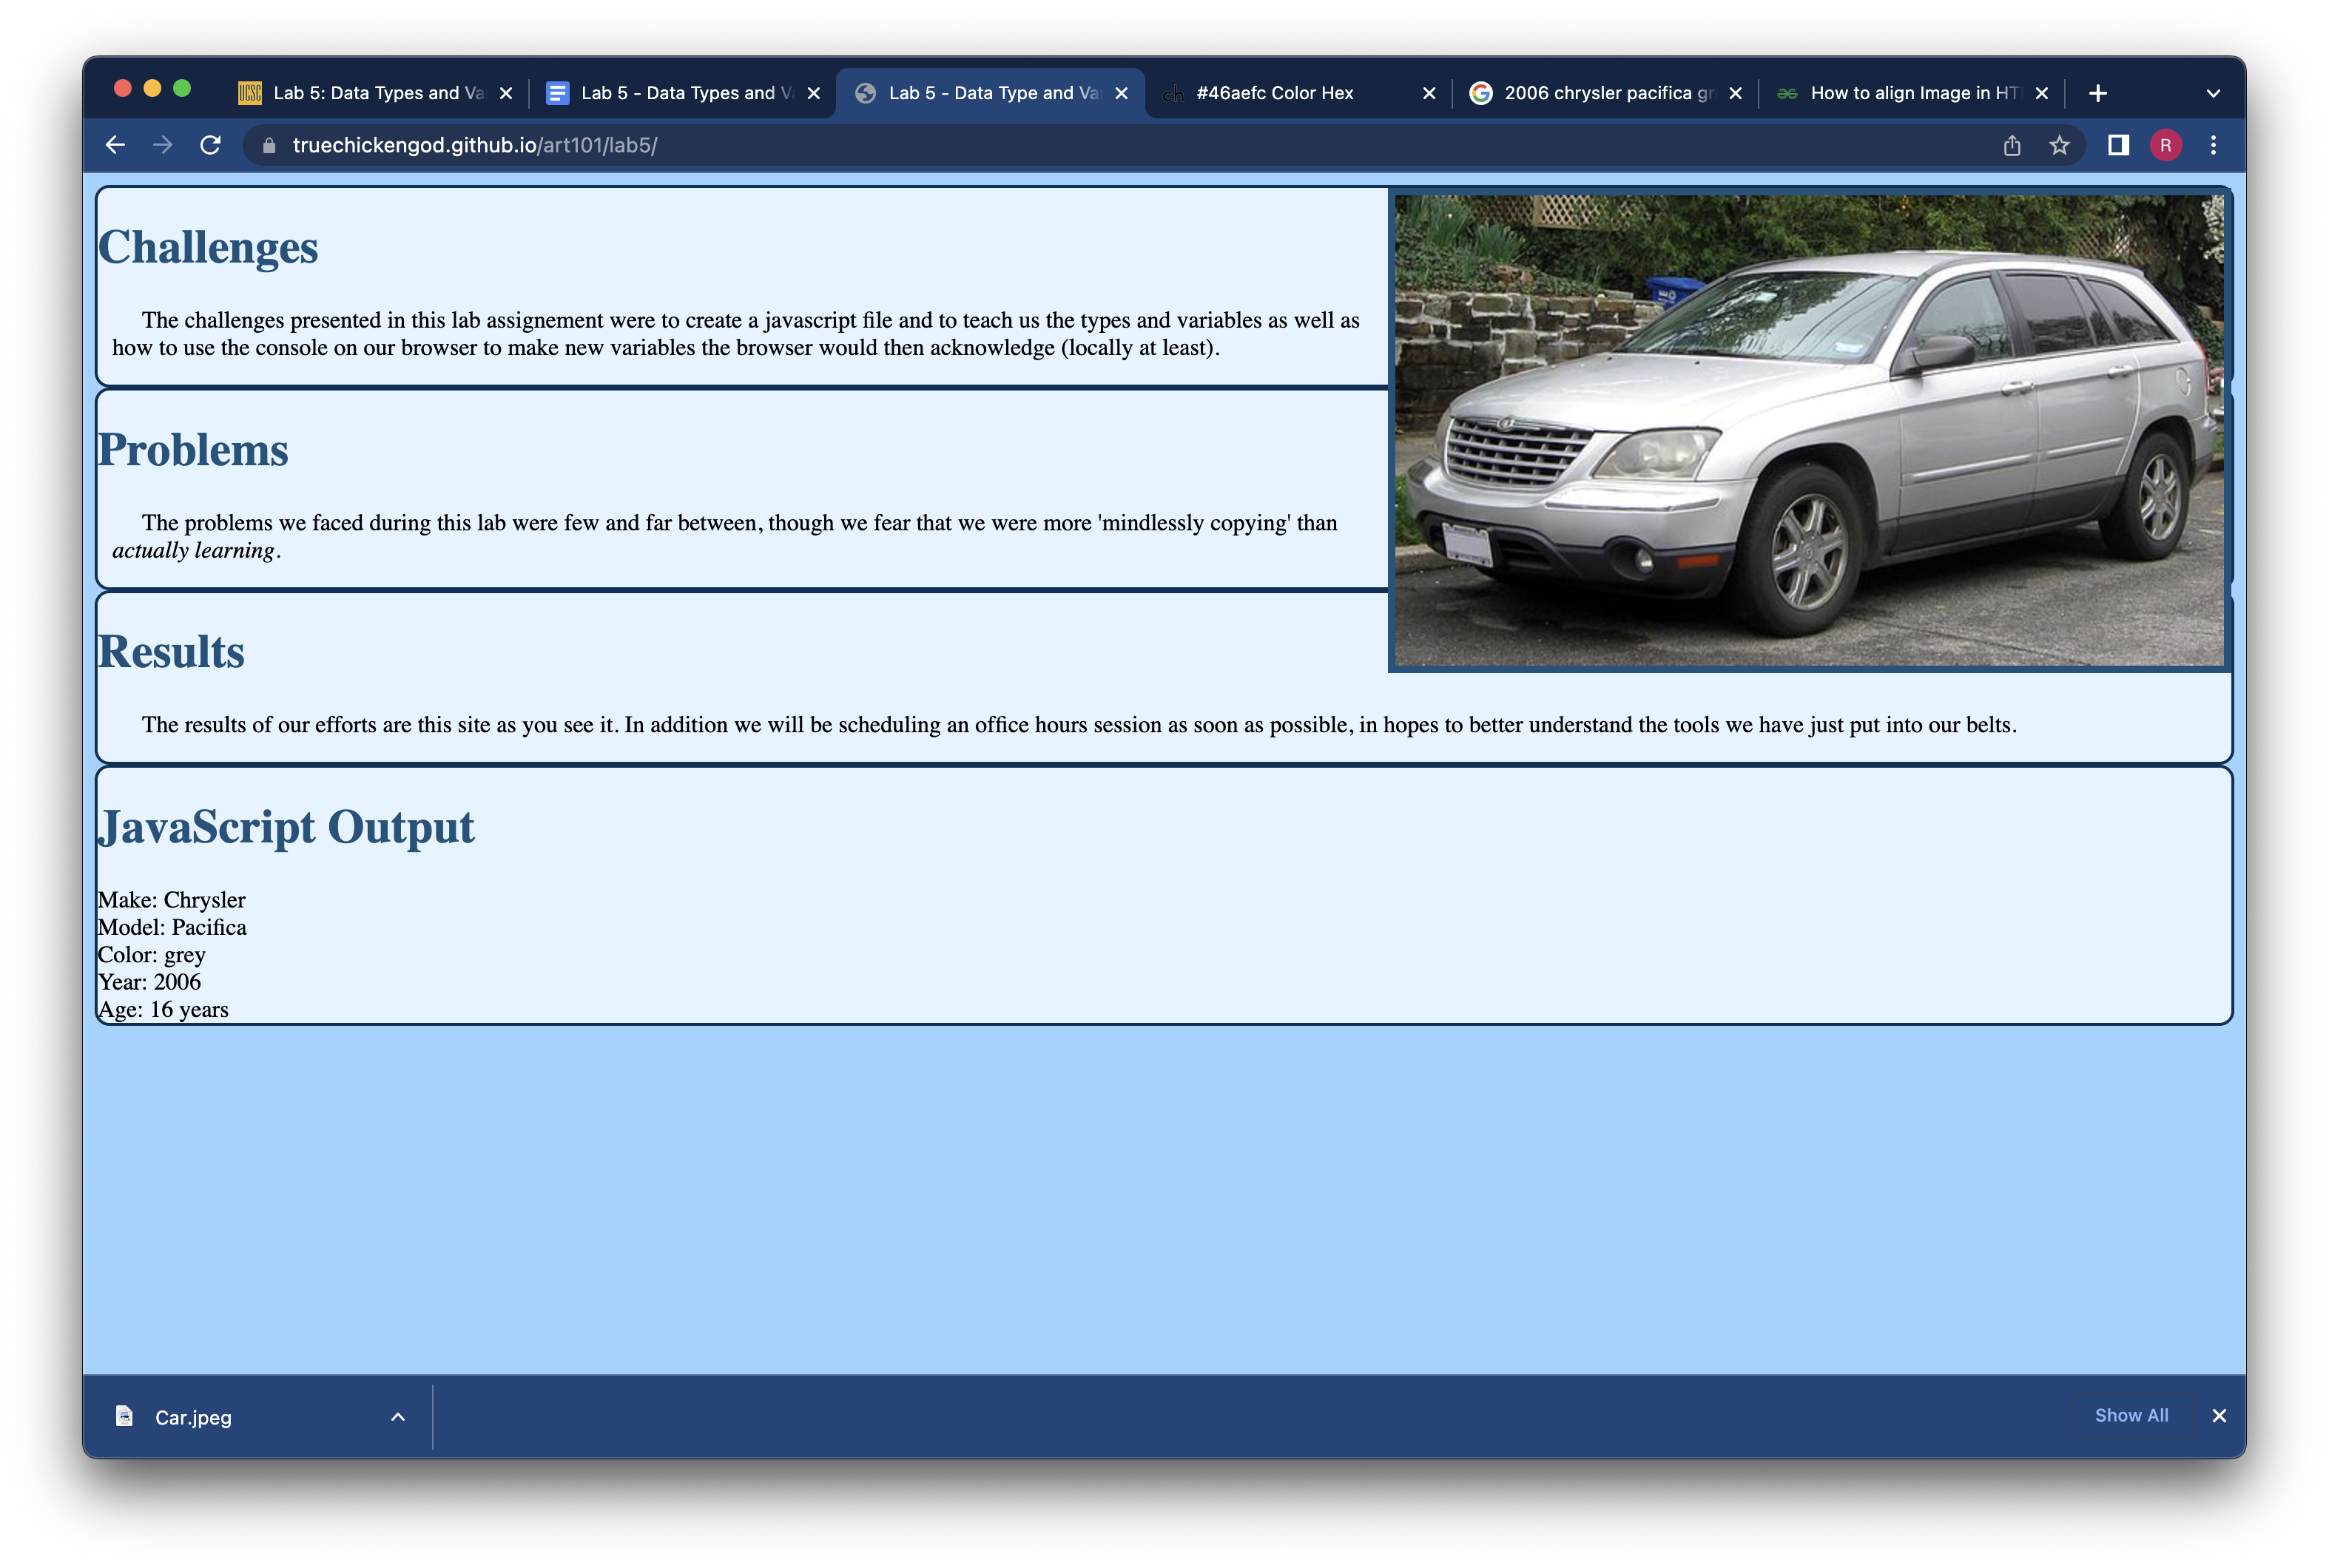 UCSC Lab 5: Data Types and Va
Lab 5 - Data Types and V
Lab 5 - Data Type and Va
ch #46aefc Color Hex
2006 chrysler pacifica gr
How to align Image in HT
truechickengod.github.io/art101/lab5/
R
Challenges
The challenges presented in this lab assignement were to create a javascript file and to teach us the types and variables as well as
how to use the console on our browser to make new variables the browser would then acknowledge (locally at least).
Problems
The problems we faced during this lab were few and far between, though we fear that we were more 'mindlessly copying' than
actually learning.
Results
The results of our efforts are this site as you see it. In addition we will be scheduling an office hours session as soon as possible, in hopes to better understand the tools we have just put into our belts.
JavaScript Output
Make: Chrysler
Model: Pacifica
Color: grey
Year: 2006
Age: 16 years
Car.jpeg
Show All